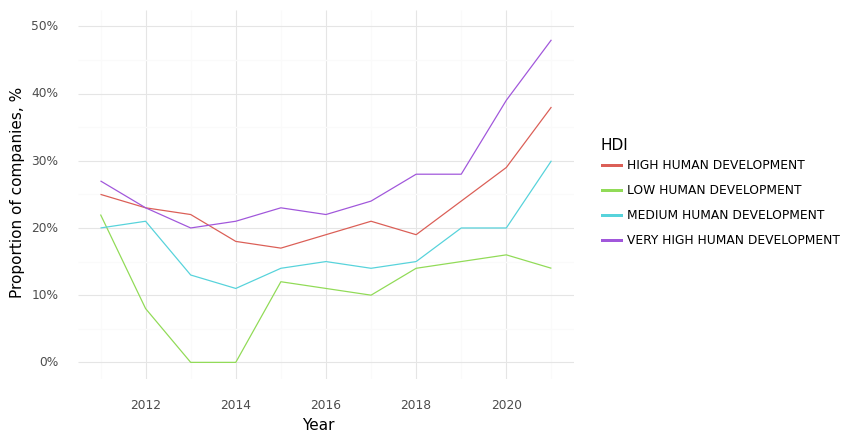 Proportion of companies, %
50%
40%
30%
20%
10%
0%
2012 2014 2016 2018 2020
Year
HDI
HIGH HUMAN DEVELOPMENT
LOW HUMAN DEVELOPMENT
MEDIUM HUMAN DEVELOPMENT
VERY HIGH HUMAN DEVELOPMENT